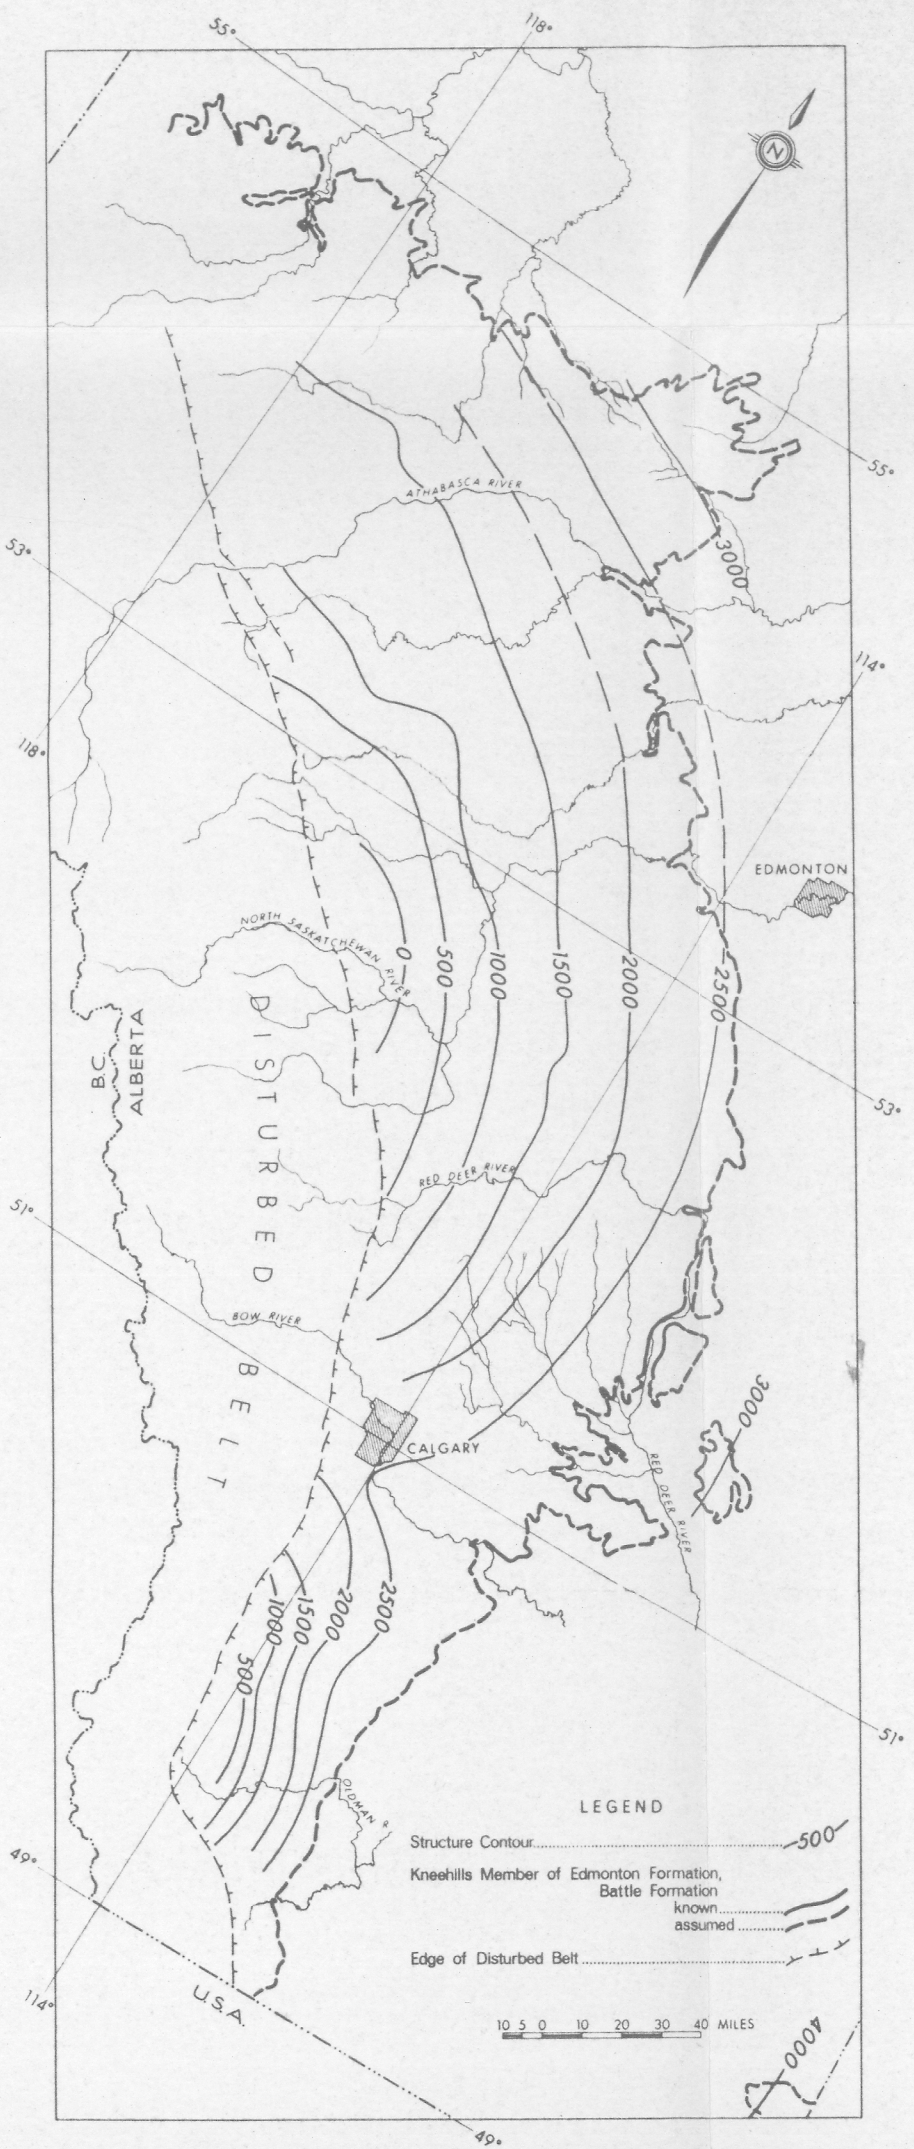 55°
118°
N
ATHABASCA RIVER
55°
53°
3000
114°
118°
EDMONTON
NORTH SASKATCHEWAN RIVER
0
500
1000
1500
2000
2500
B.C.
ALBERTA
DISTURBED BELT
53°
RED DEER RIVER
51°
BOW RIVER
3000
CALGARY
RED DEER RIVER
500
1000
1500
2000
2500
51°
OLDMAN R.
LEGEND
Structure Contour 500
Kneehills Member of Edmonton Formation,
Battle Formation
known
assumed
Edge of Disturbed Belt
49°
114°
U.S.A.
10 5 0 10 20 30 40 MILES
4000
49°